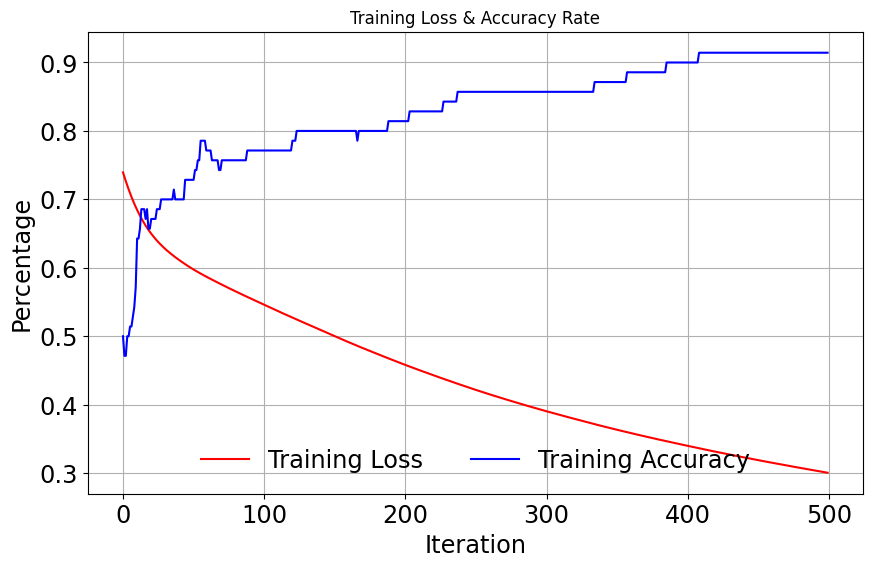 Training Loss & Accuracy Rate
Percentage
0.9
0.8
0.7
0.6
0.5
0.4
0.3
Training Loss
Training Accuracy
0 100 200 300 400 500
Iteration